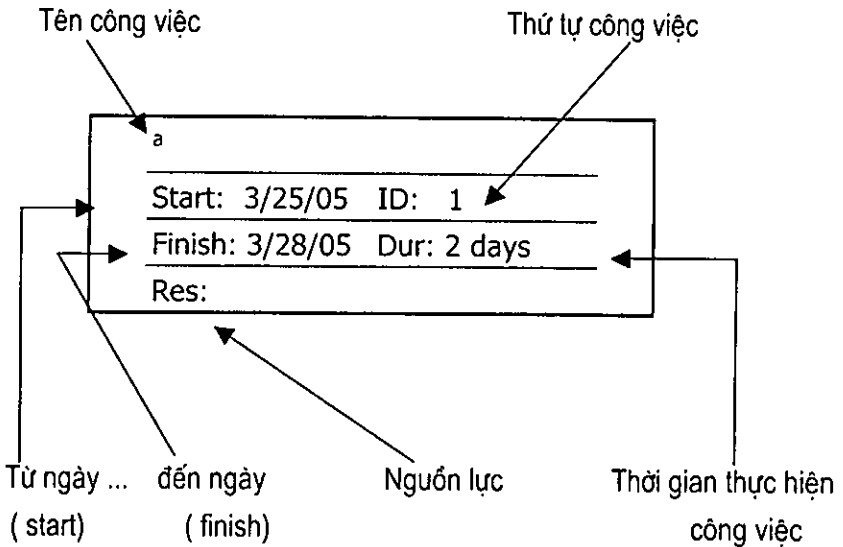 Tên công việc
Thứ tự công việc
a
Start: 3/25/05 ID: 1
Finish: 3/28/05 Dur: 2 days
Res:
Từ ngày ... đến ngày
( start) ( finish)
Nguồn lực
Thời gian thực hiện
công việc